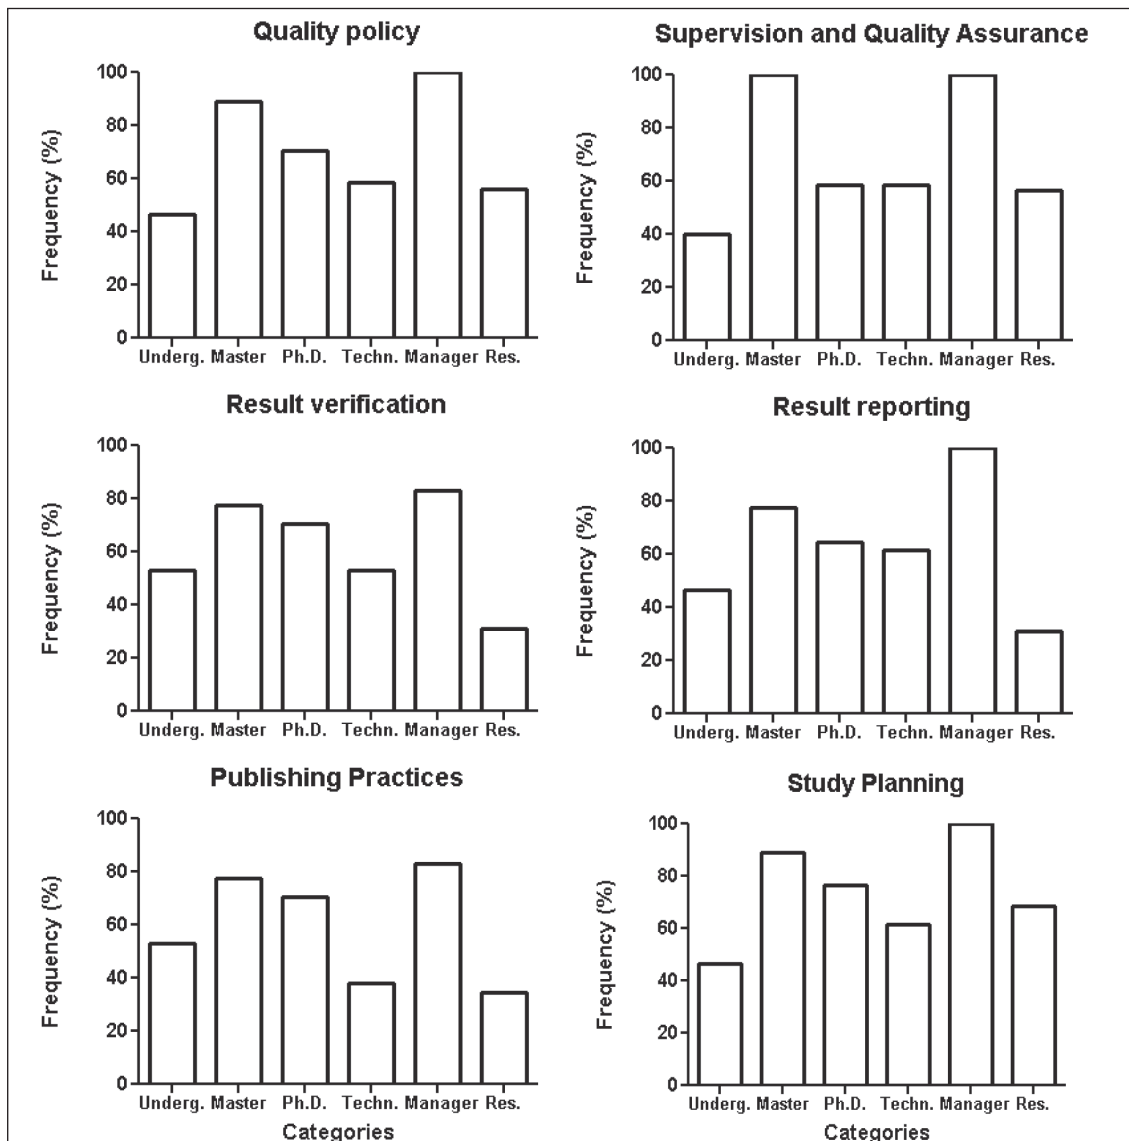 Quality policy
Frequency (%)
100
80
60
40
20
0
Underg. Master Ph.D. Techn. Manager Res.
Supervision and Quality Assurance
Frequency (%)
100
80
60
40
20
0
Underg. Master Ph.D. Techn. Manager Res.
Result verification
Frequency (%)
100
80
60
40
20
0
Underg. Master Ph.D. Techn. Manager Res.
Result reporting
Frequency (%)
100
80
60
40
20
0
Underg. Master Ph.D. Techn. Manager Res.
Publishing Practices
Frequency (%)
100
80
60
40
20
0
Underg. Master Ph.D. Techn. Manager Res.
Categories
Study Planning
Frequency (%)
100
80
60
40
20
0
Underg. Master Ph.D. Techn. Manager Res.
Categories